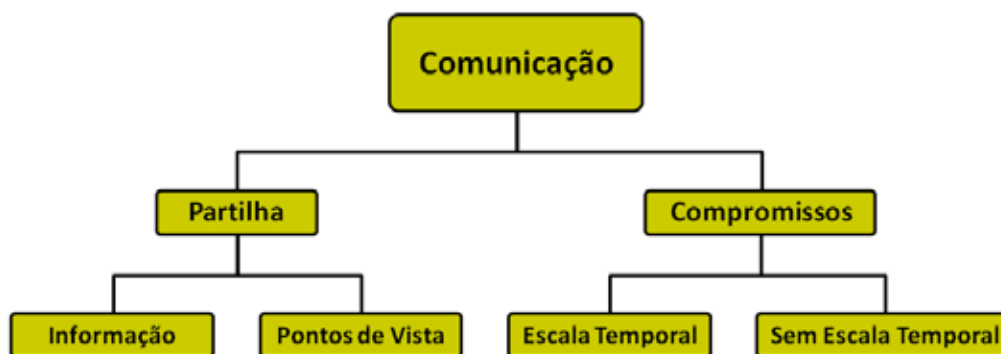 Comunicação
Partilha
Compromissos
Informação
Pontos de Vista
Escala Temporal
Sem Escala Temporal